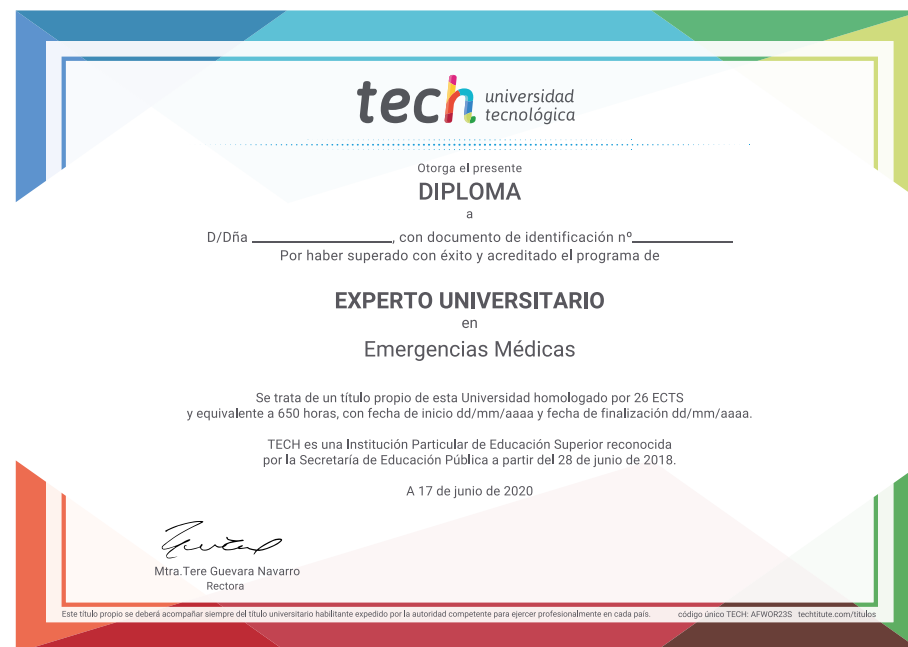 tech universidad
tecnológica
Otorga el presente
DIPLOMA
a
D/Dña ____________________, con documento de identificación nº______________
Por haber superado con éxito y acreditado el programa de
EXPERTO UNIVERSITARIO
en
Emergencias Médicas
Se trata de un título propio de esta Universidad homologado por 26 ECTS
y equivalente a 650 horas, con fecha de inicio dd/mm/aaaa y fecha de finalización dd/mm/aaaa.
TECH es una Institución Particular de Educación Superior reconocida
por la Secretaría de Educación Pública a partir del 28 de junio de 2018.
A 17 de junio de 2020
Mtra.Tere Guevara Navarro
Rectora
Este título propio se deberá acompañar siempre del título universitario habilitante expedido por la autoridad competente para ejercer profesionalmente en cada país. código único TECH: AFWOR23S techtitute.com/titulos